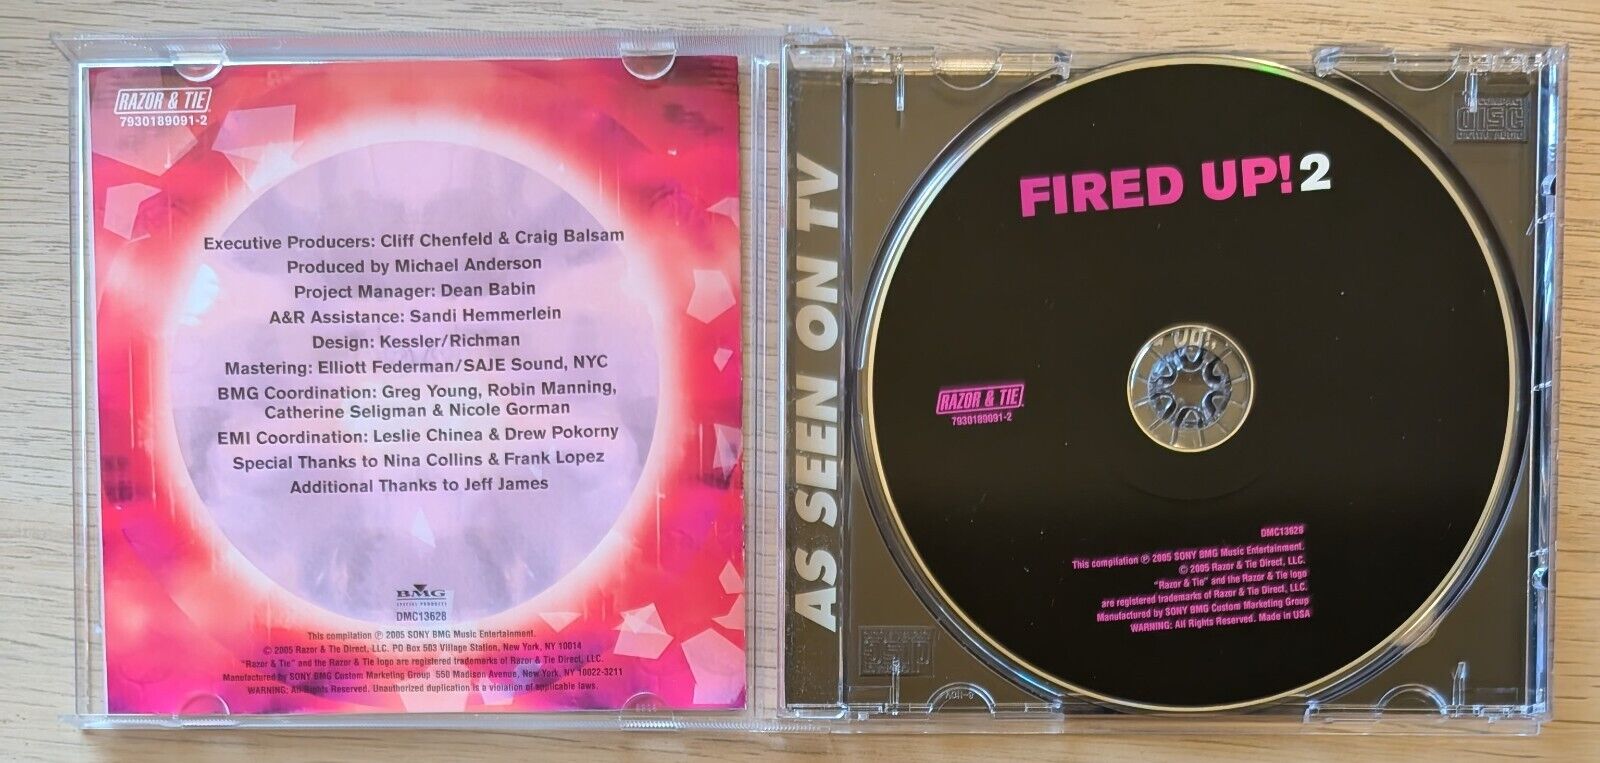 RAZOR & TIE
7930189091-2
Executive Producers: Cliff Chenfeld & Craig Balsam
Produced by Michael Anderson
Project Manager: Dean Babin
A&R Assistance: Sandi Hemmerlein
Design: Kessler/Richman
Mastering: Elliott Federman/SAJE Sound, NYC
BMG Coordination: Greg Young, Robin Manning,
Catherine Seligman & Nicole Gorman
EMI Coordination: Leslie Chinea & Drew Pokorny
Special Thanks to Nina Collins & Frank Lopez
Additional Thanks to Jeff James
BMG
SPECIAL PRODUCTS
DMC13628
This compilation ℗ 2005 SONY BMG Music Entertainment.
© 2005 Razor & Tie Direct, LLC. PO Box 503 Village Station, New York, NY 10014
"Razor & Tie" and the Razor & Tie logo are registered trademarks of Razor & Tie Direct, LLC.
Manufactured by SONY BMG Custom Marketing Group 550 Madison Avenue, New York, NY 10022-3211
WARNING: All Rights Reserved. Unauthorized duplication is a violation of applicable laws.
AS SEEN ON TV
FIRED UP! 2
RAZOR & TIE
7930189091-2
DMC13628
This compilation ℗ 2005 SONY BMG Music Entertainment.
© 2005 Razor & Tie Direct, LLC.
"Razor & Tie" and the Razor & Tie logo
are registered trademarks of Razor & Tie Direct, LLC.
Manufactured by SONY BMG Custom Marketing Group
WARNING: All Rights Reserved. Made in USA
COMPACT
DISC
DIGITAL AUDIO